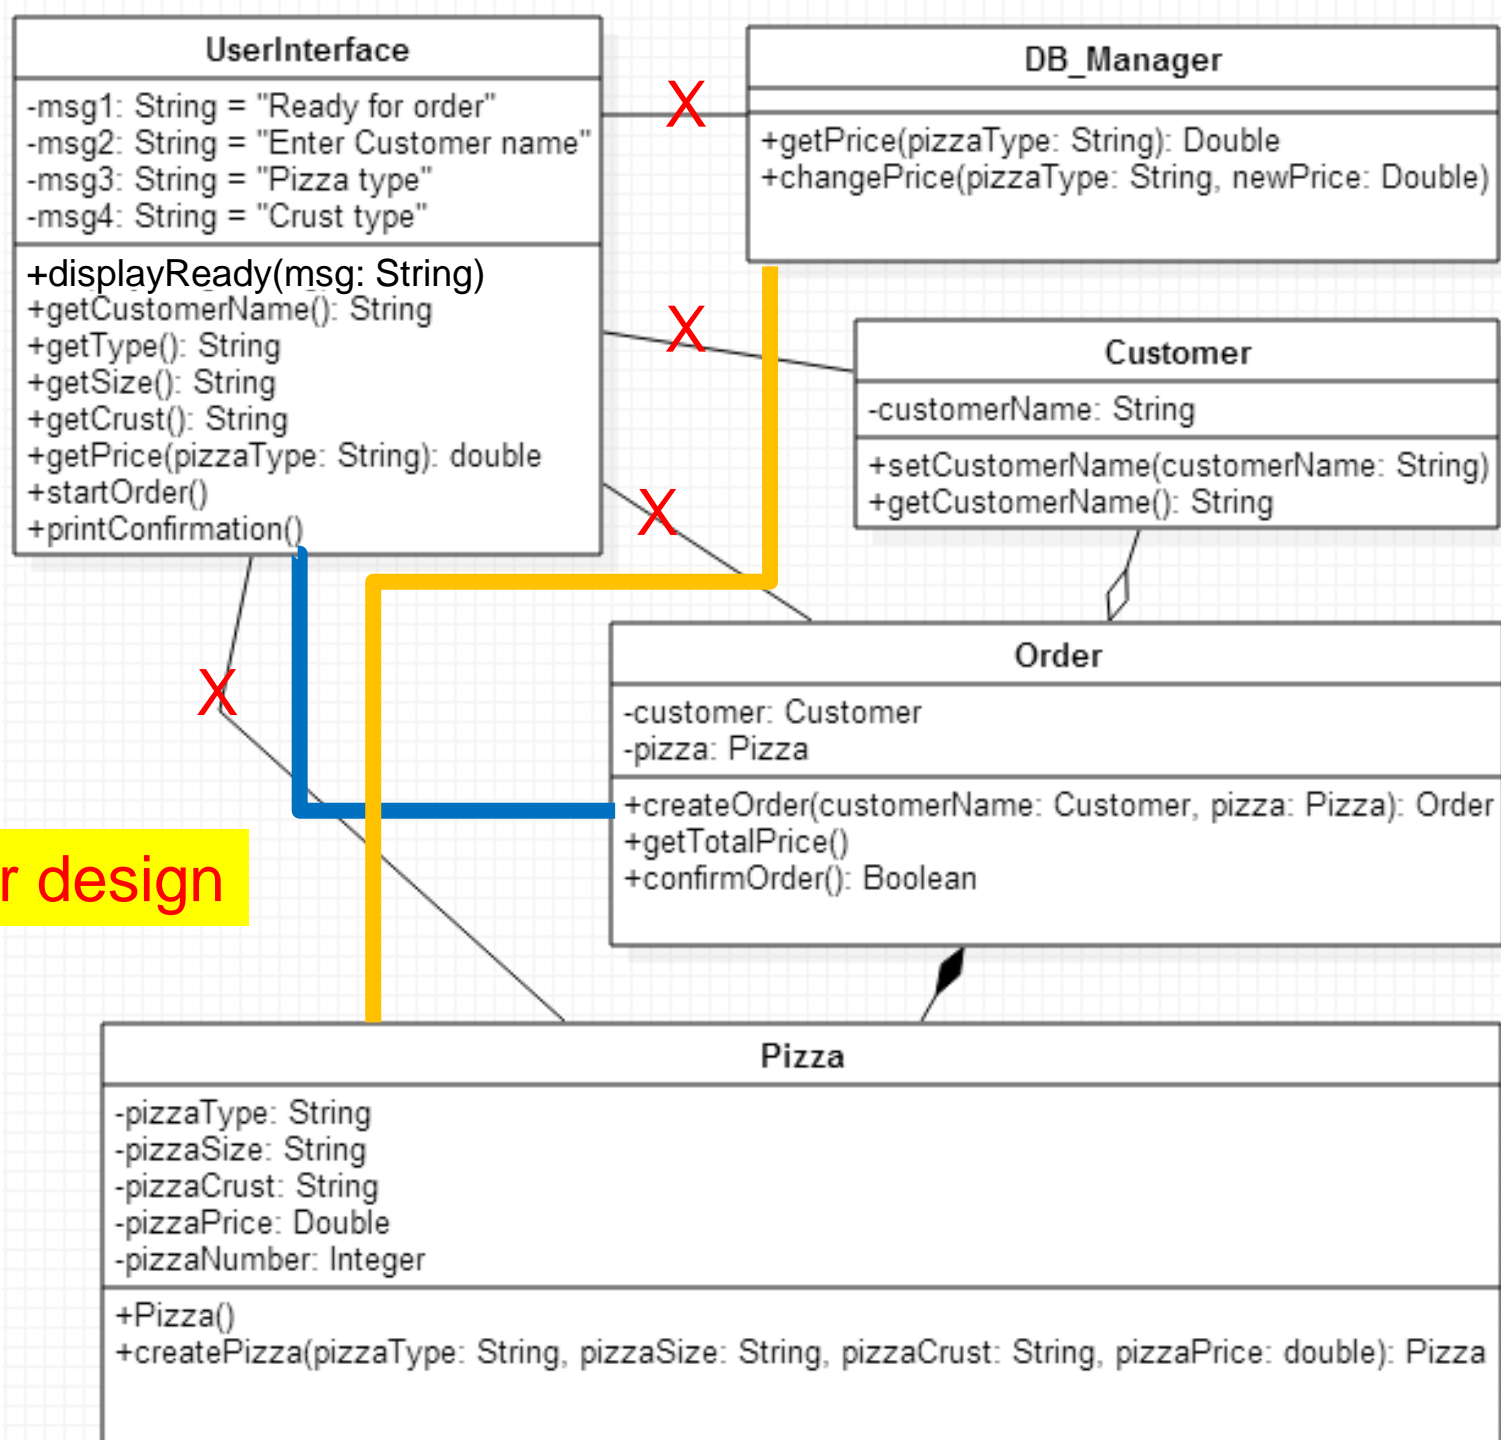 UserInterface
-msg1: String = "Ready for order"
-msg2: String = "Enter Customer name"
-msg3: String = "Pizza type"
-msg4: String = "Crust type"
+displayReady(msg: String)
+getCustomerName(): String
+getType(): String
+getSize(): String
+getCrust(): String
+getPrice(pizzaType: String): double
+startOrder()
+printConfirmation()
X
DB_Manager
+getPrice(pizzaType: String): Double
+changePrice(pizzaType: String, newPrice: Double)
X
Customer
-customerName: String
+setCustomerName(customerName: String)
+getCustomerName(): String
X
X
Order
-customer: Customer
-pizza: Pizza
+createOrder(customerName: Customer, pizza: Pizza): Order
+getTotalPrice()
+confirmOrder(): Boolean
r design
Pizza
-pizzaType: String
-pizzaSize: String
-pizzaCrust: String
-pizzaPrice: Double
-pizzaNumber: Integer
+Pizza()
+createPizza(pizzaType: String, pizzaSize: String, pizzaCrust: String, pizzaPrice: double): Pizza